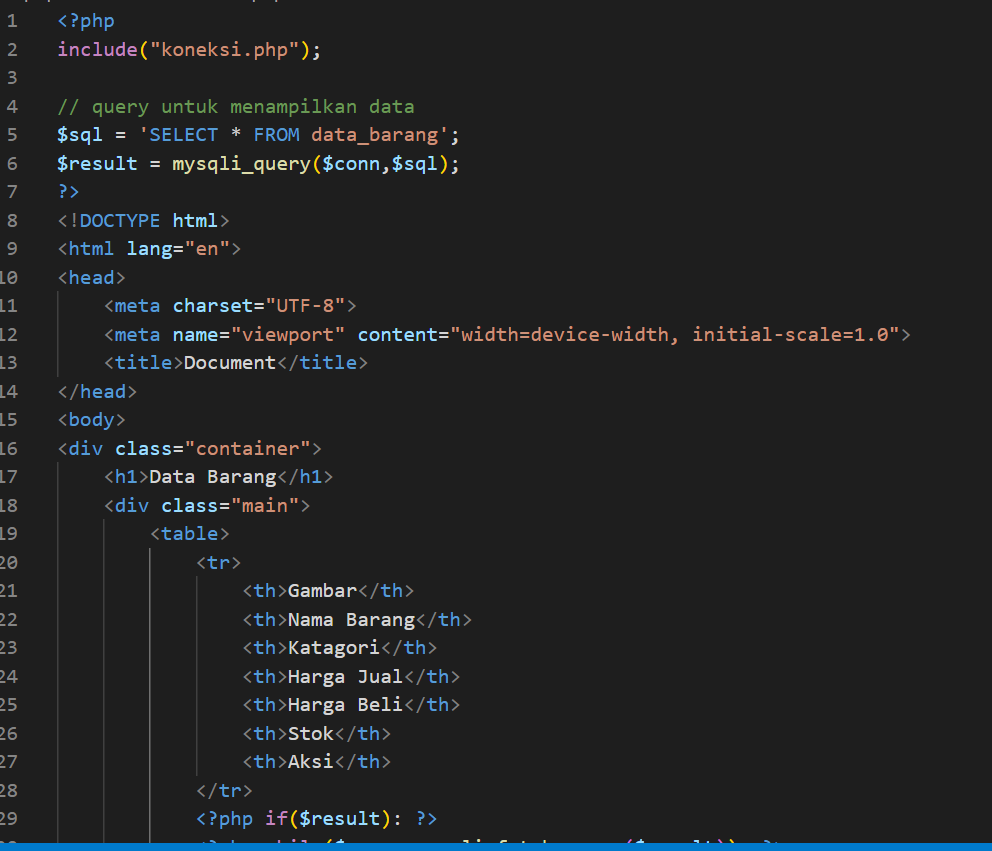 1 <?php
2 include("koneksi.php");
3
4 // query untuk menampilkan data
5 $sql = 'SELECT * FROM data_barang';
6 $result = mysqli_query($conn,$sql);
7 ?>
8 <!DOCTYPE html>
9 <html lang="en">
10 <head>
11 <meta charset="UTF-8">
12 <meta name="viewport" content="width=device-width, initial-scale=1.0">
13 <title>Document</title>
14 </head>
15 <body>
16 <div class="container">
17 <h1>Data Barang</h1>
18 <div class="main">
19 <table>
20 <tr>
21 <th>Gambar</th>
22 <th>Nama Barang</th>
23 <th>Katagori</th>
24 <th>Harga Jual</th>
25 <th>Harga Beli</th>
26 <th>Stok</th>
27 <th>Aksi</th>
28 </tr>
29 <?php if($result): ?>